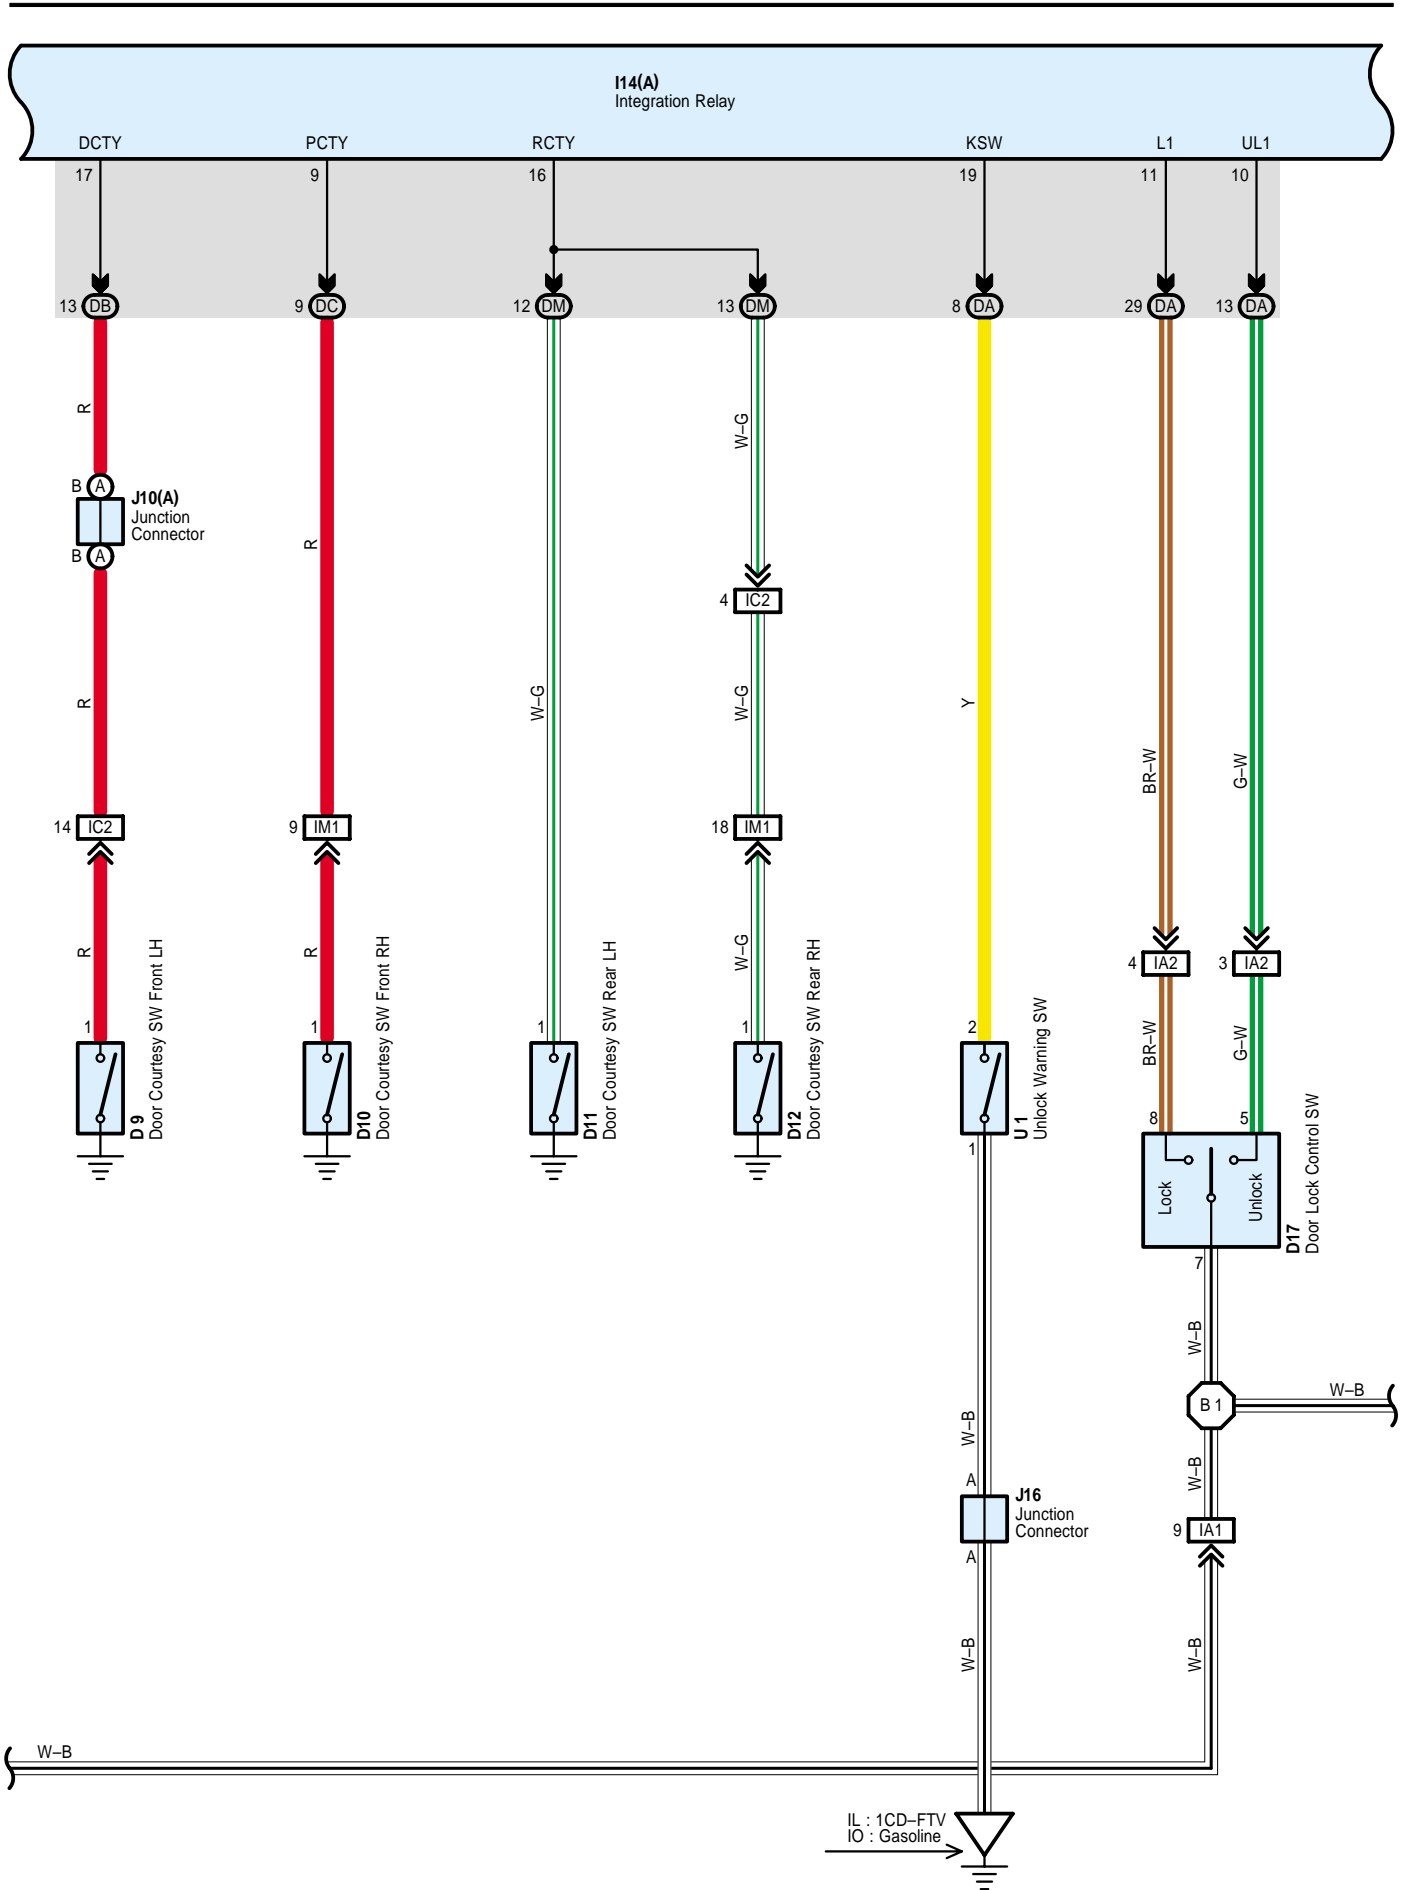 I14(A)
Integration Relay
DCTY PCTY RCTY KSW L1 UL1
17 9 16 19 11 10
13 DB 9 DC 12 DM 13 DM 8 DA 29 DA 13 DA
R
W–G
B A
J10(A)
Junction
Connector
B A
R
4 IC2
R
W–G
W–G
Y
BR–W
G–W
14 IC2
9 IM1
18 IM1
R
R
W–G
4 IA2
3 IA2
BR–W
G–W
1
1
1
1
2
D 9
Door Courtesy SW Front LH
D10
Door Courtesy SW Front RH
D11
Door Courtesy SW Rear LH
D12
Door Courtesy SW Rear RH
U 1
Unlock Warning SW
1
8
5
Lock
Unlock
D17
Door Lock Control SW
7
W–B
B 1
W–B
W–B
W–B
A
J16
Junction
Connector
A
9 IA1
W–B
W–B
W–B
IL : 1CD–FTV
IO : Gasoline